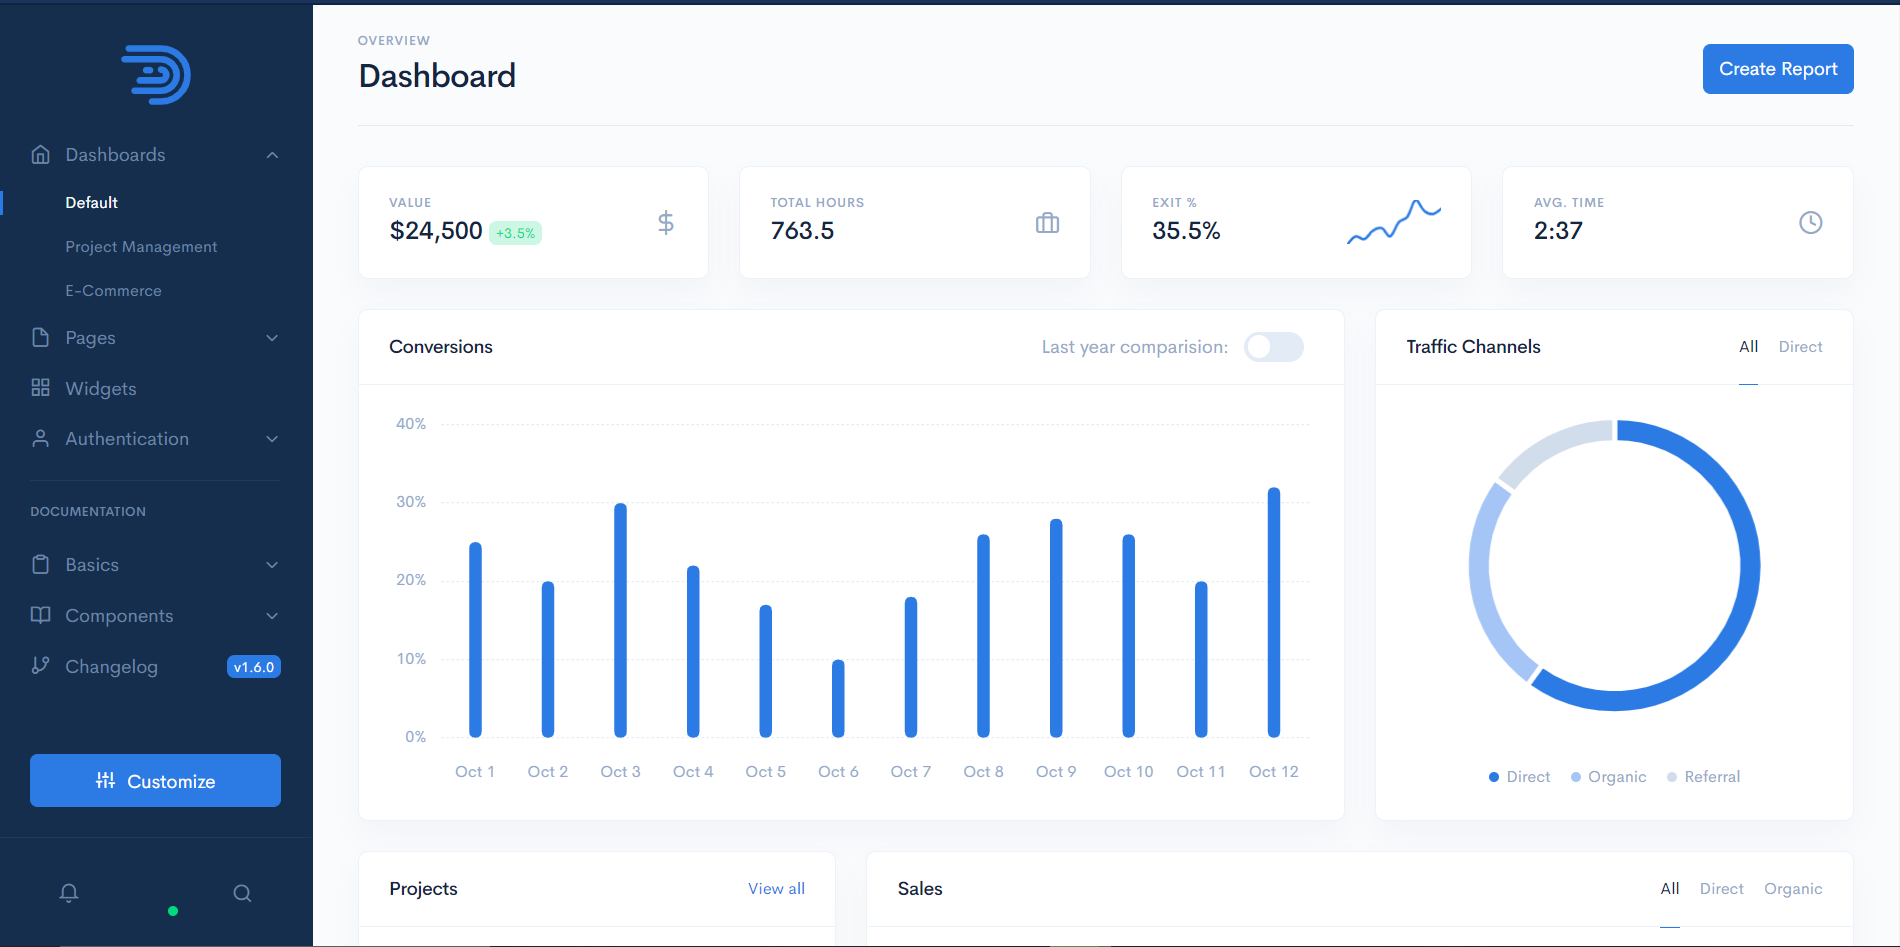 Dashboards
Default
Project Management
E-Commerce
Pages
Widgets
Authentication
DOCUMENTATION
Basics
Components
Changelog v1.6.0
Customize
OVERVIEW
Dashboard
Create Report
VALUE
$24,500 +3.5%
$
TOTAL HOURS
763.5
EXIT %
35.5%
AVG. TIME
2:37
Conversions
Last year comparision:
40%
30%
20%
10%
0%
Oct 1 Oct 2 Oct 3 Oct 4 Oct 5 Oct 6 Oct 7 Oct 8 Oct 9 Oct 10 Oct 11 Oct 12
Traffic Channels
All Direct
Direct Organic Referral
Projects
View all
Sales
All Direct Organic